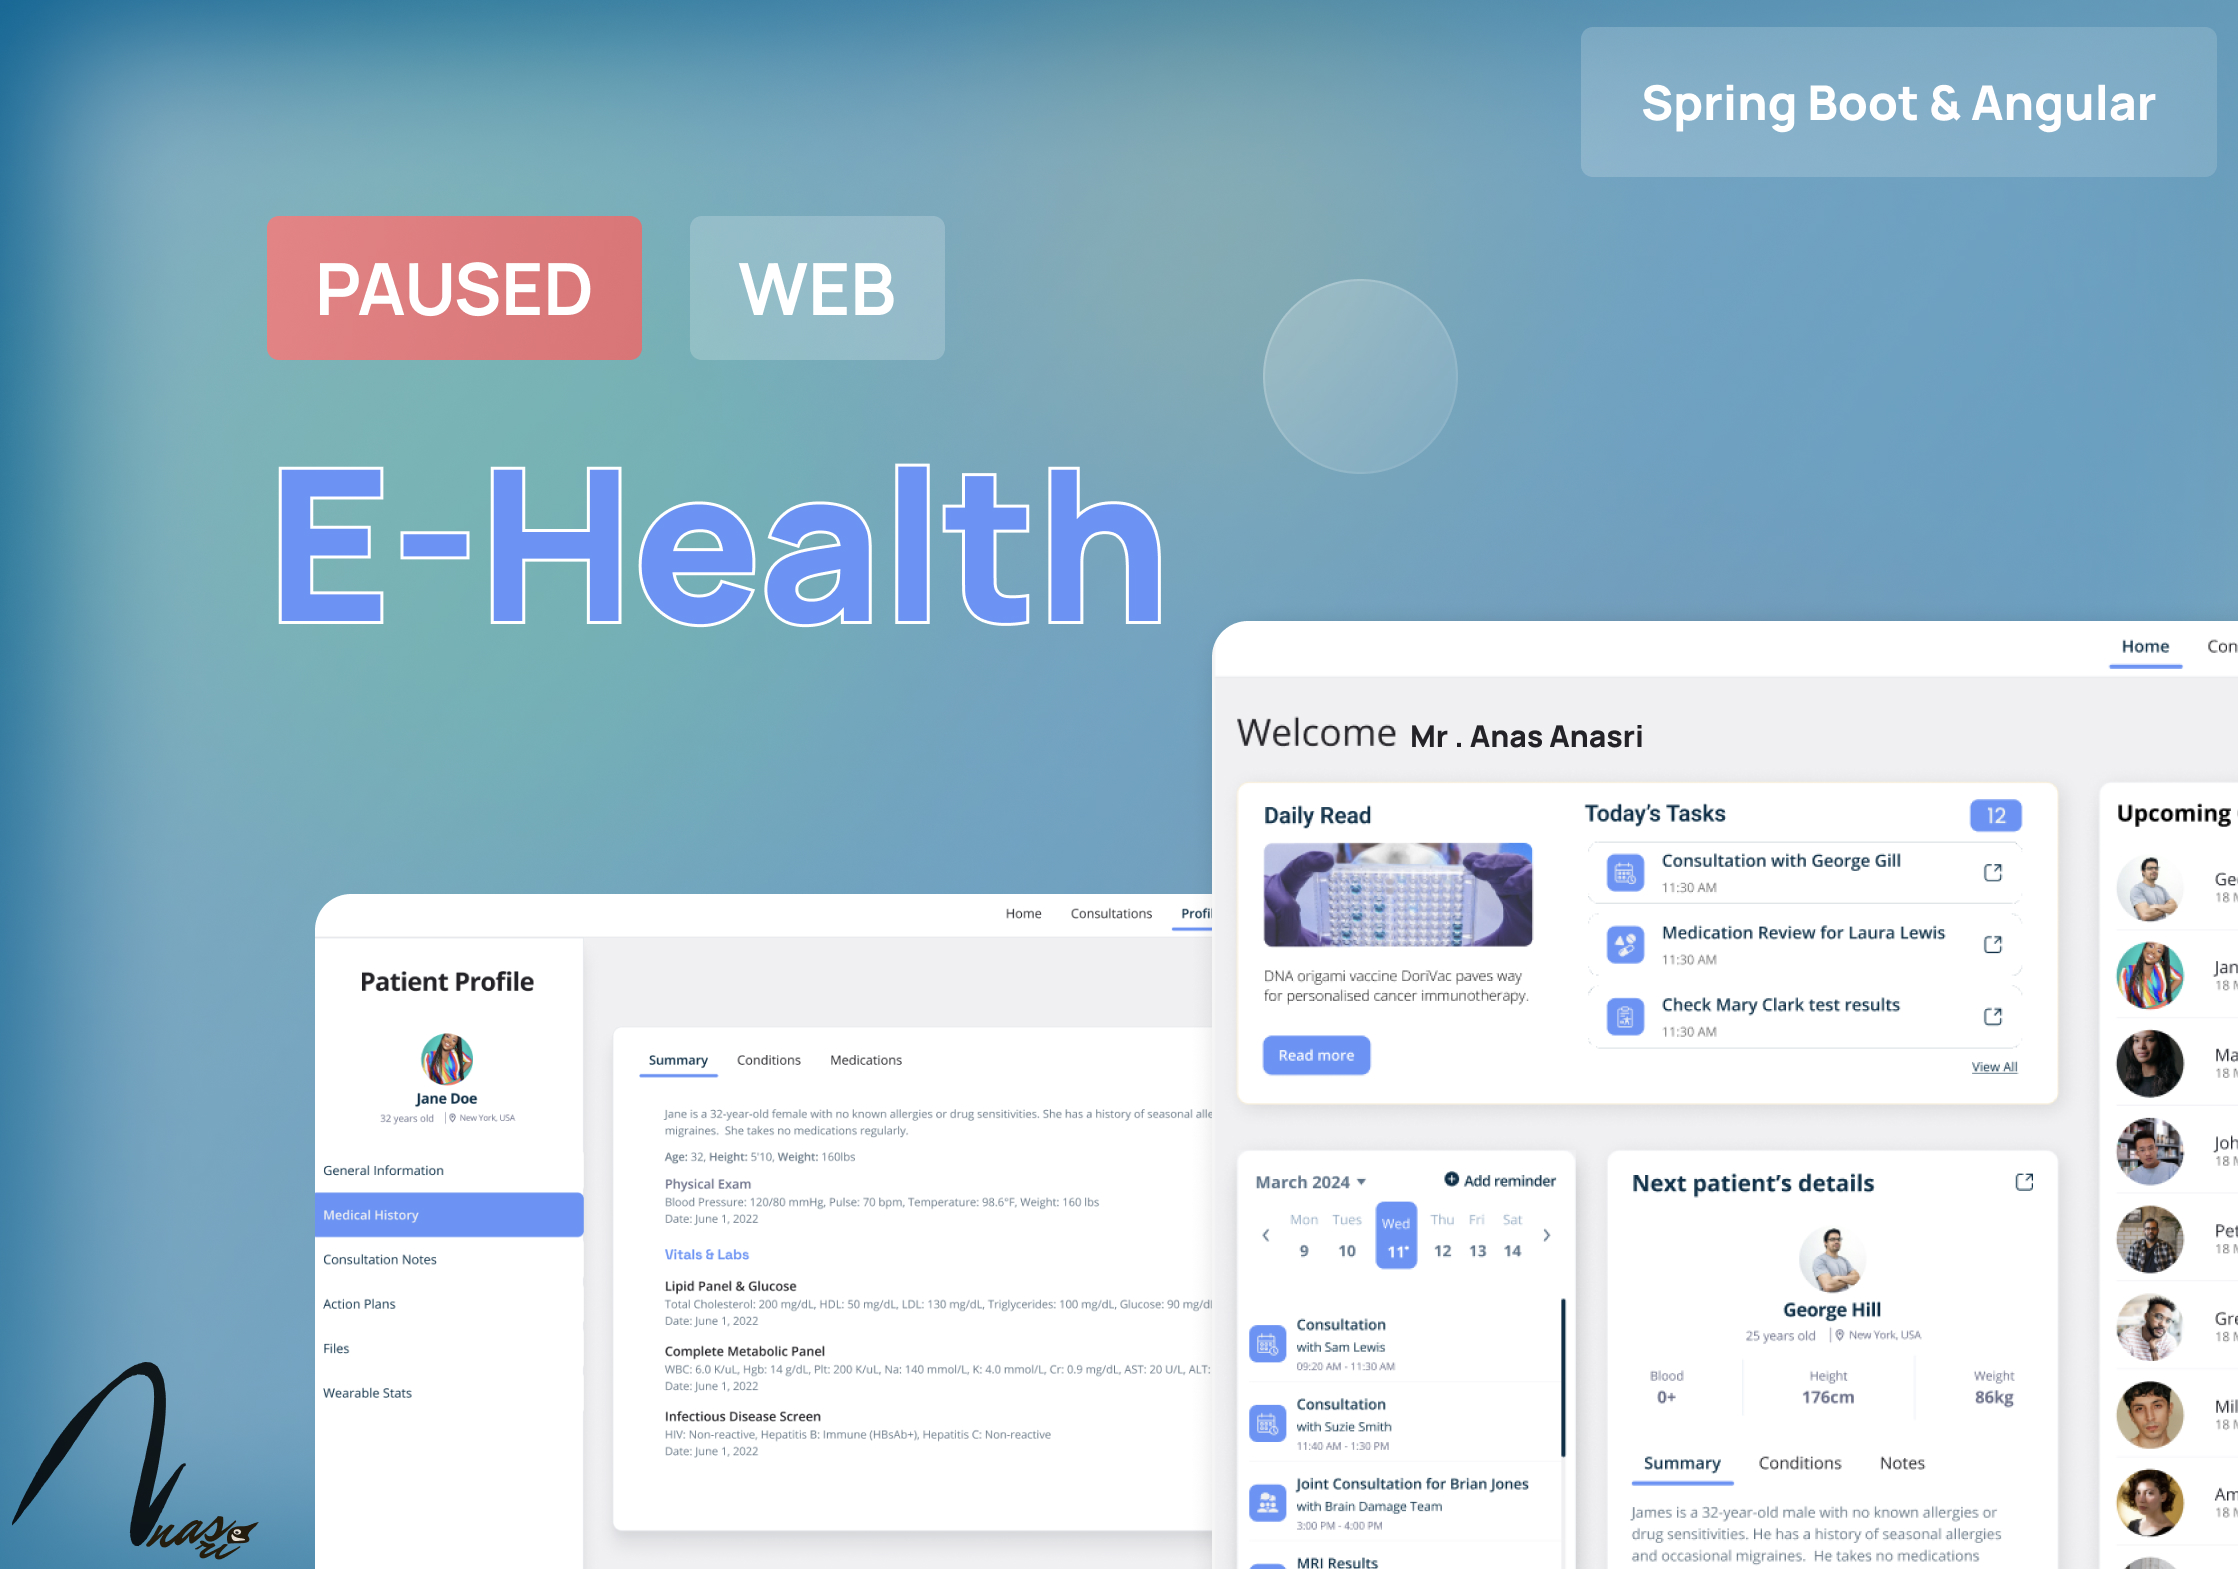 Spring Boot & Angular
PAUSED
WEB
E-Health
Home
Welcome Mr . Anas Anasri
Daily Read
DNA origami vaccine DoriVac paves way
for personalised cancer immunotherapy.
Read more
Today's Tasks
12
Consultation with George Gill
11:30 AM
Medication Review for Laura Lewis
11:30 AM
Check Mary Clark test results
11:30 AM
View All
Upcoming
18
18
18
18
18
18
18
18
March 2024
Add reminder
Mon Tues Wed Thu Fri Sat
9 10 11 12 13 14
Consultation
with Sam Lewis
09:20 AM - 11:30 AM
Consultation
with Suzie Smith
11:40 AM - 1:30 PM
Joint Consultation for Brian Jones
with Brain Damage Team
3:00 PM - 4:00 PM
MRI Results
Next patient's details
George Hill
25 years old
New York, USA
Blood Height Weight
0+ 176cm 86kg
Summary Conditions Notes
James is a 32-year-old male with no known allergies or
drug sensitivities. He has a history of seasonal allergies
and occasional migraines. He takes no medications
Home Consultations
Patient Profile
Jane Doe
32 years old
New York, USA
General Information
Medical History
Consultation Notes
Action Plans
Files
Wearable Stats
Summary Conditions Medications
Jane is a 32-year-old female with no known allergies or drug sensitivities. She has a history of seasonal
migraines. She takes no medications regularly.
Age: 32, Height: 5'10, Weight: 160lbs
Physical Exam
Blood Pressure: 120/80 mmHg, Pulse: 70 bpm, Temperature: 98.6°F, Weight: 160 lbs
Date: June 1, 2022
Vitals & Labs
Lipid Panel & Glucose
Total Cholesterol: 200 mg/dL, HDL: 50 mg/dL, LDL: 130 mg/dL, Triglycerides: 100 mg/dL, Glucose: 90
Date: June 1, 2022
Complete Metabolic Panel
WBC: 6.0 K/uL, Hgb: 14 g/dL, Plt: 200 K/uL, Na: 140 mmol/L, K: 4.0 mmol/L, Cr: 0.9 mg/dL, AST: 20 U/L, ALT:
Date: June 1, 2022
Infectious Disease Screen
HIV: Non-reactive, Hepatitis B: Immune (HBsAb+), Hepatitis C: Non-reactive
Date: June 1, 2022